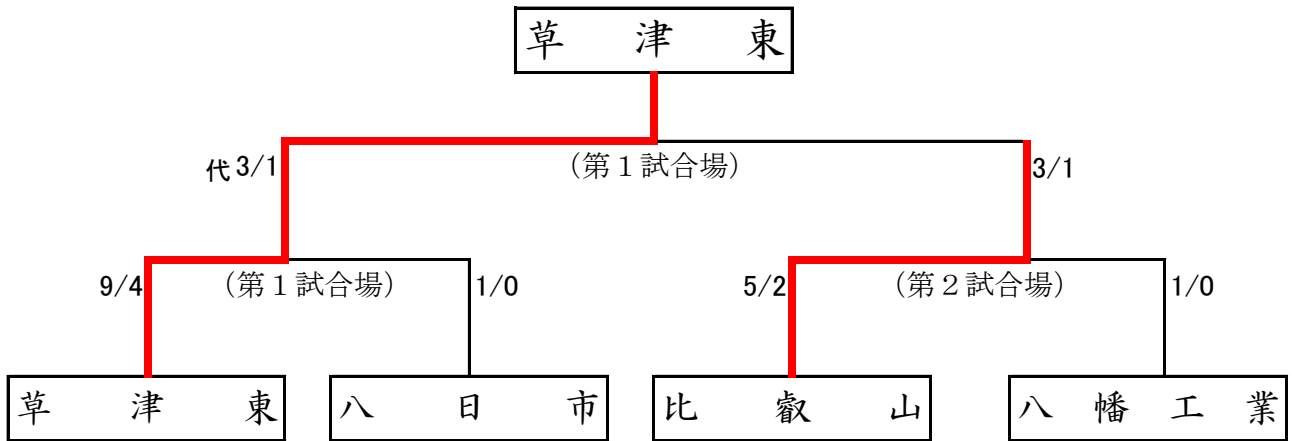 草津東
代 3/1 (第1試合場) 3/1
9/4 (第1試合場) 1/0 5/2 (第2試合場) 1/0
草津東 八日市 比叡山 八幡工業